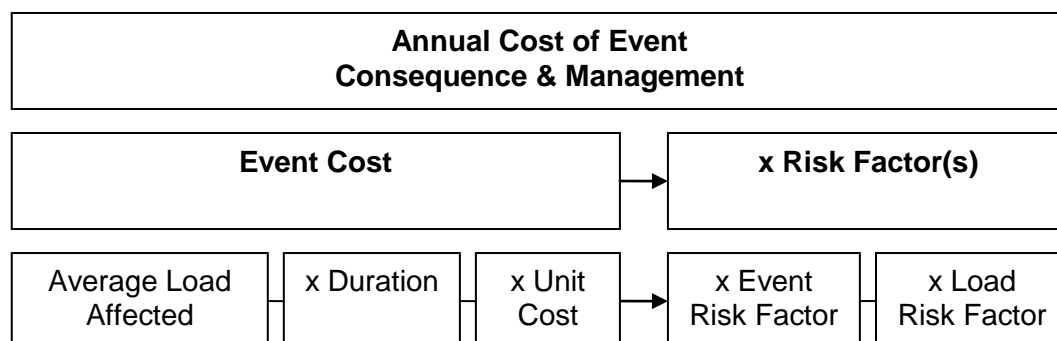 Annual Cost of Event
Consequence & Management
Event Cost
x Risk Factor(s)
Average Load
Affected
x Duration
x Unit
Cost
x Event
Risk Factor
x Load
Risk Factor